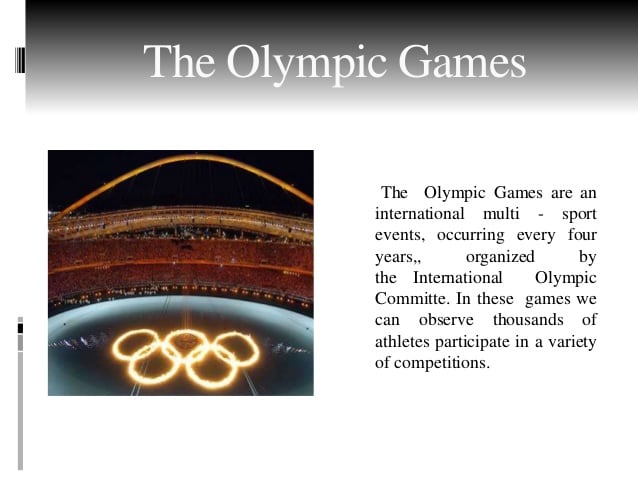 The Olympic Games
The Olympic Games are an
international multi - sport
events, occurring every four
years,, organized by
the International Olympic
Committe. In these games we
can observe thousands of
athletes participate in a variety
of competitions.